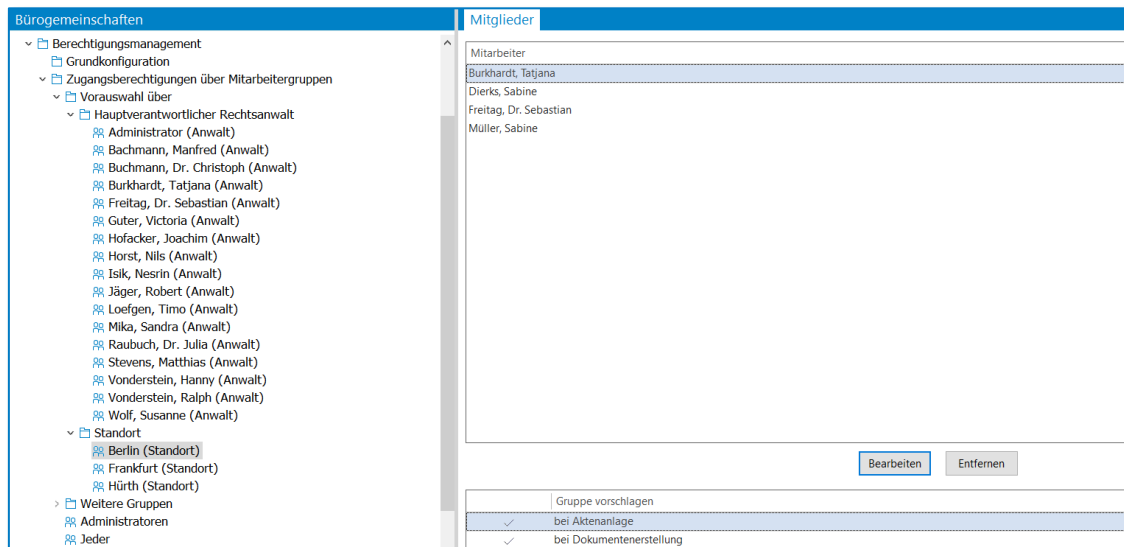 Bürogemeinschaften
Berechtigungsmanagement
Grundkonfiguration
Zugangsberechtigungen über Mitarbeitergruppen
Vorauswahl über
Hauptverantwortlicher Rechtsanwalt
Administrator (Anwalt)
Bachmann, Manfred (Anwalt)
Buchmann, Dr. Christoph (Anwalt)
Burkhardt, Tatjana (Anwalt)
Freitag, Dr. Sebastian (Anwalt)
Guter, Victoria (Anwalt)
Hofacker, Joachim (Anwalt)
Horst, Nils (Anwalt)
Isik, Nesrin (Anwalt)
Jäger, Robert (Anwalt)
Loefgen, Timo (Anwalt)
Mika, Sandra (Anwalt)
Raubuch, Dr. Julia (Anwalt)
Stevens, Matthias (Anwalt)
Vonderstein, Hanny (Anwalt)
Vonderstein, Ralph (Anwalt)
Wolf, Susanne (Anwalt)
Standort
Berlin (Standort)
Frankfurt (Standort)
Hürth (Standort)
Weitere Gruppen
Administratoren
Jeder
Mitglieder
Mitarbeiter
Burkhardt, Tatjana
Dierks, Sabine
Freitag, Dr. Sebastian
Müller, Sabine
Bearbeiten Entfernen
Gruppe vorschlagen
bei Aktenanlage
bei Dokumentenerstellung